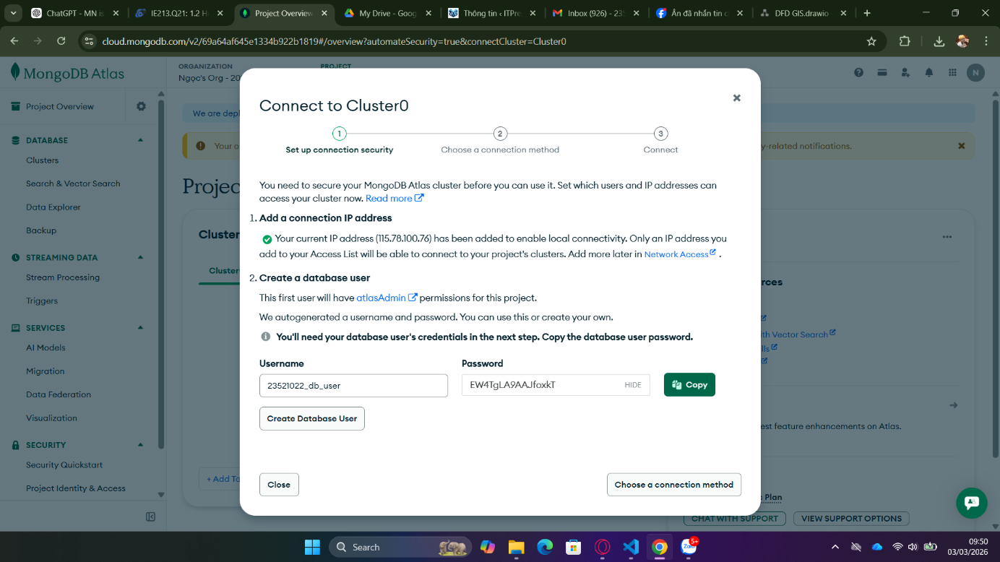 ChatGPT - MN is
IE213.Q21: 1.2 H
Project Overview
My Drive - Goog
Thông tin ‹ ITPre
Inbox (926) - 235
Ân đã nhắn tin c
DFD GIS.drawio
cloud.mongodb.com/v2/69a64af645e1334b922b1819#/overview?automateSecurity=true&connectCluster=Cluster0
MongoDB Atlas
ORGANIZATION
Ngọc's Org - 20
PROJECT
N
Project Overview
DATABASE
Clusters
Search & Vector Search
Data Explorer
Backup
STREAMING DATA
Stream Processing
Triggers
SERVICES
AI Models
Migration
Data Federation
Visualization
SECURITY
Security Quickstart
Project Identity & Access
We are depl
Your
y-related notifications.
Projec
Cluster
Cluster
+ Add Ta
rces
ith Vector Search
lls
est feature enhancements on Atlas.
Plan
CHAT WITH SUPPORT
VIEW SUPPORT OPTIONS
Connect to Cluster0
1
2
3
Set up connection security
Choose a connection method
Connect
You need to secure your MongoDB Atlas cluster before you can use it. Set which users and IP addresses can
access your cluster now. Read more
1. Add a connection IP address
Your current IP address (115.78.100.76) has been added to enable local connectivity. Only an IP address you
add to your Access List will be able to connect to your project's clusters. Add more later in Network Access .
2. Create a database user
This first user will have atlasAdmin permissions for this project.
We autogenerated a username and password. You can use this or create your own.
You'll need your database user's credentials in the next step. Copy the database user password.
Username
Password
23521022_db_user
EW4TgLA9AAJfoxkT
HIDE
Copy
Create Database User
Close
Choose a connection method
Search
Zalo
5+
09:50
03/03/2026